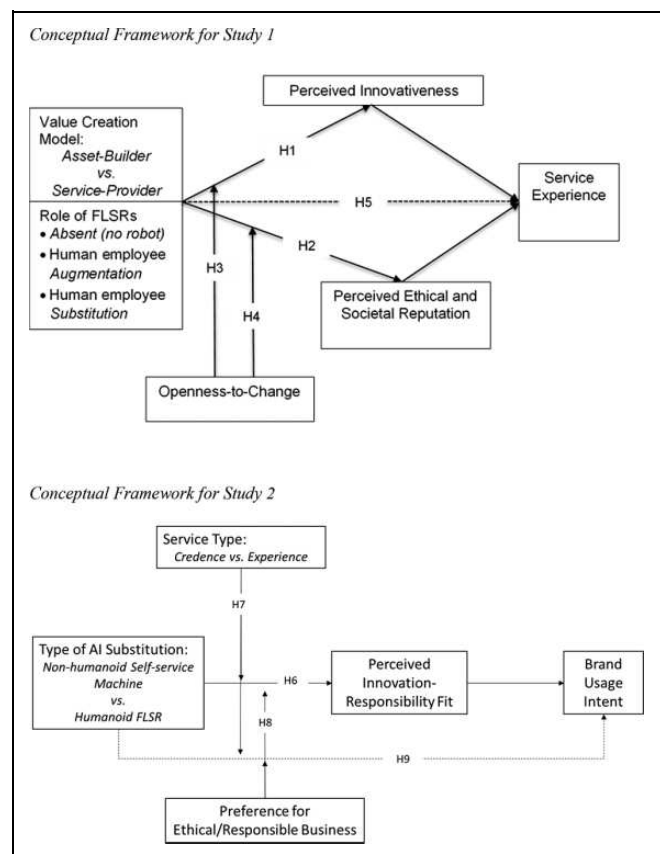 Conceptual Framework for Study 1
Perceived Innovativeness
Value Creation
Model:
Asset-Builder
vs.
Service-Provider
Role of FLSRs
• Absent (no robot)
• Human employee
Augmentation
• Human employee
Substitution
H1
H5
H2
H3
H4
Service
Experience
Perceived Ethical and
Societal Reputation
Openness-to-Change
Conceptual Framework for Study 2
Service Type:
Credence vs. Experience
H7
Type of AI Substitution:
Non-humanoid Self-service
Machine
vs.
Humanoid FLSR
H6
H8
Perceived
Innovation-
Responsibility Fit
Brand
Usage
Intent
H9
Preference for
Ethical/Responsible Business